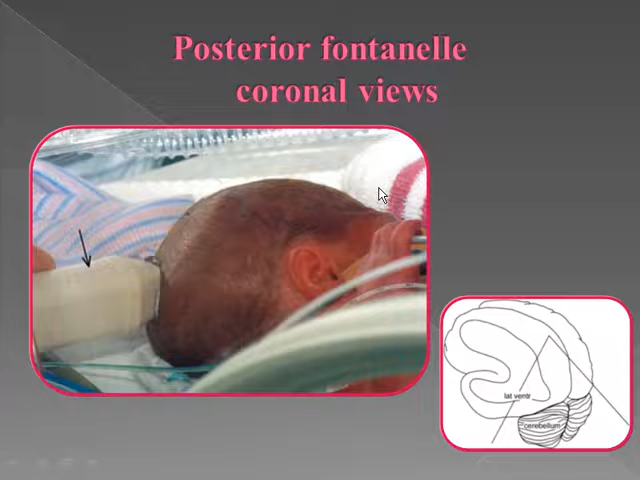 Posterior fontanelle
coronal views
lat ventr
cerebellum